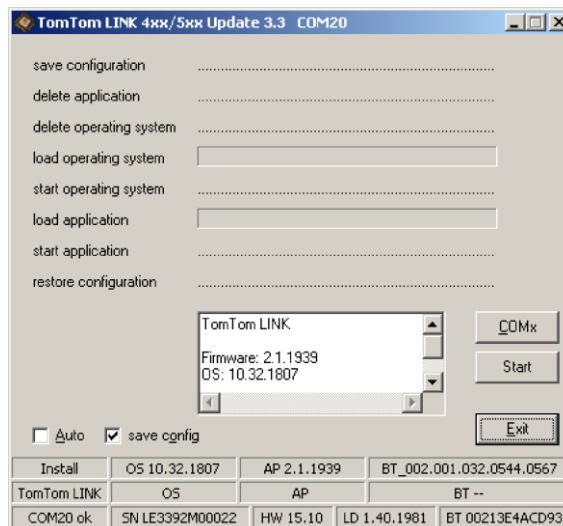 TomTom LINK 4xx/5xx Update 3.3 COM20
save configuration
delete application
delete operating system
load operating system
start operating system
load application
start application
restore configuration
TomTom LINK
Firmware: 2.1.1939
OS: 10.32.1807
COMx
Start
Exit
Auto save config
Install OS 10.32.1807 AP 2.1.1939 BT_002.001.032.0544.0567
TomTom LINK OS AP BT --
COM20 ok SN LE3392M00022 HW 15.10 LD 1.40.1981 BT 00213E4ACD93